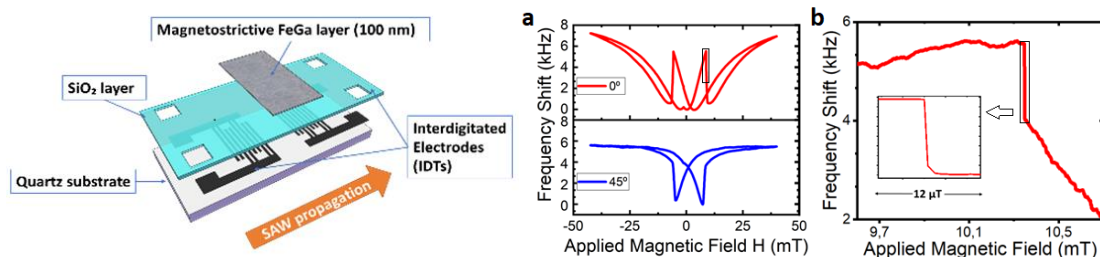 Magnetostrictive FeGa layer (100 nm)
SiO₂ layer
Interdigitated
Electrodes
(IDTs)
Quartz substrate
SAW propagation
a
Frequency Shift (kHz)
8
6
4
2
0
0º
8
6
4
2
0
45º
-50 -25 0 25 50
Applied Magnetic Field H (mT)
b
Frequency Shift (kHz)
6
4
2
12 µT
9,7 10,1 10,5
Applied Magnetic Field (mT)